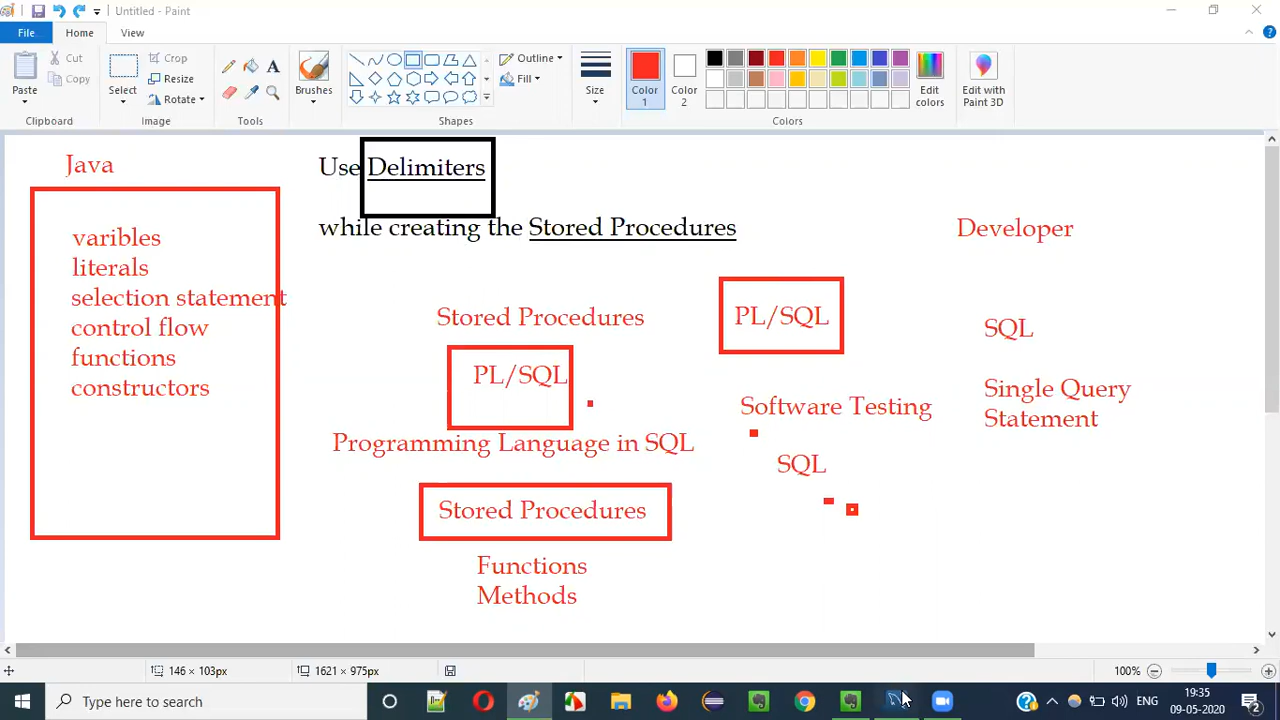 Untitled - Paint
File
Home
View
Cut
Copy
Paste
Clipboard
Select
Crop
Resize
Rotate
Image
A
Tools
Brushes
Shapes
Outline
Fill
Size
Color 1
Color 2
Edit colors
Colors
Edit with Paint 3D
Java
varibles
literals
selection statement
control flow
functions
constructors
Use Delimiters
while creating the Stored Procedures
Stored Procedures
PL/SQL
Programming Language in SQL
Stored Procedures
Functions
Methods
PL/SQL
Software Testing
SQL
Developer
SQL
Single Query
Statement
146 × 103px
1621 × 975px
100%
Type here to search
ENG
19:35
09-05-2020
2